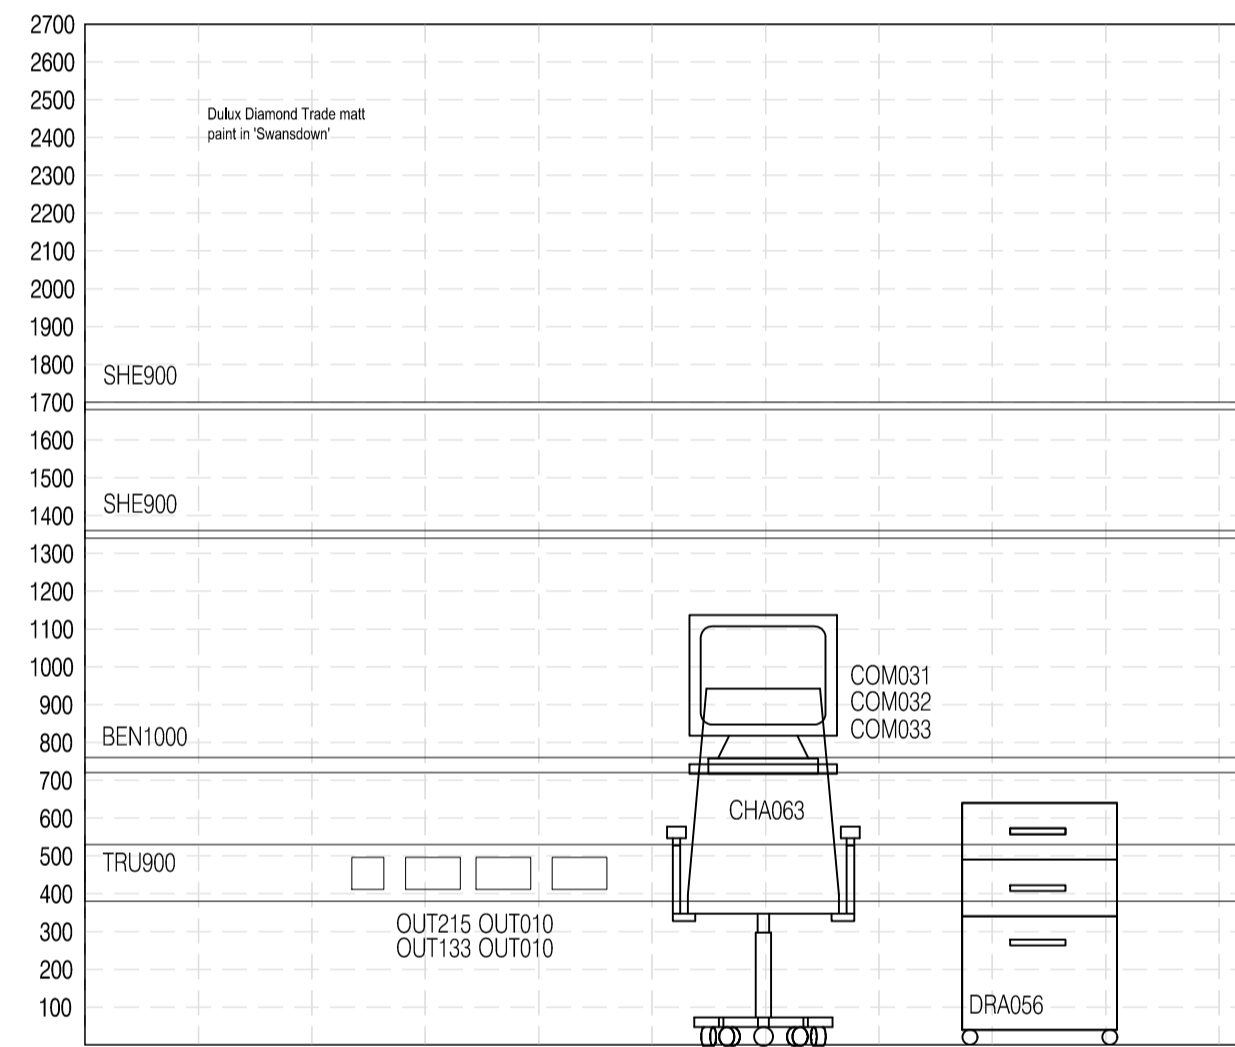 2700
2600
2500
Dulux Diamond Trade matt
2400
paint in 'Swansdown'
2300
2200
2100
2000
1900
1800
SHE900
1700
1600
1500
SHE900
1400
1300
1200
1100
1000
COM031
900
COM032
COM033
800
BEN1000
700
CHA063
600
500
TRU900
400
300
OUT215 OUT010
OUT133 OUT010
200
100
DRA056